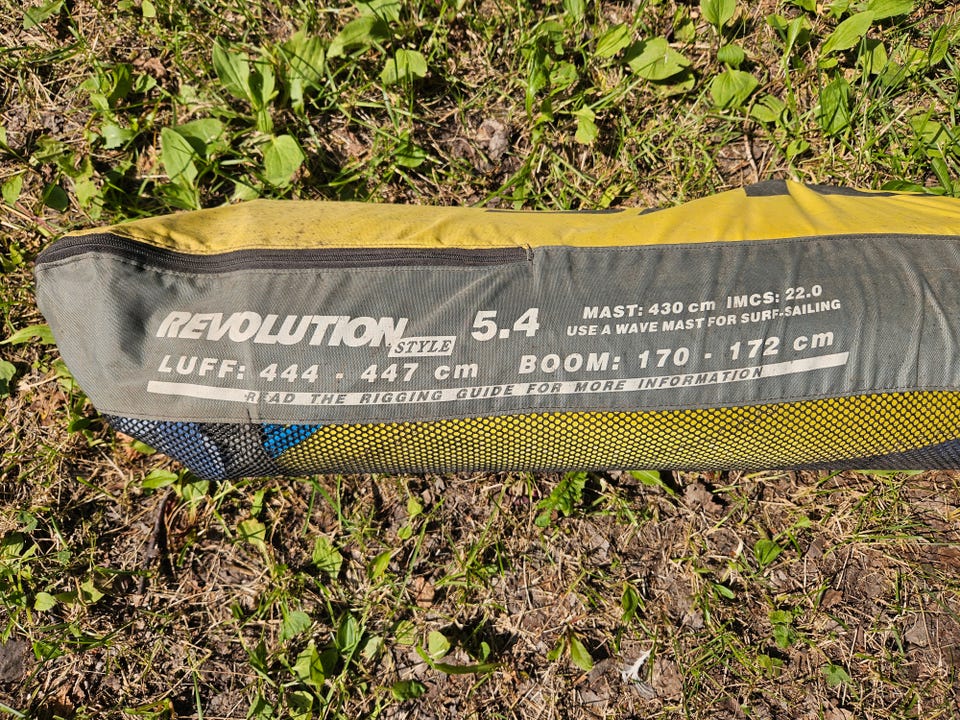 REVOLUTION STYLE 5.4
MAST: 430 cm IMCS: 22.0
USE A WAVE MAST FOR SURF-SAILING
LUFF: 444 - 447 cm BOOM: 170 - 172 cm
READ THE RIGGING GUIDE FOR MORE INFORMATION